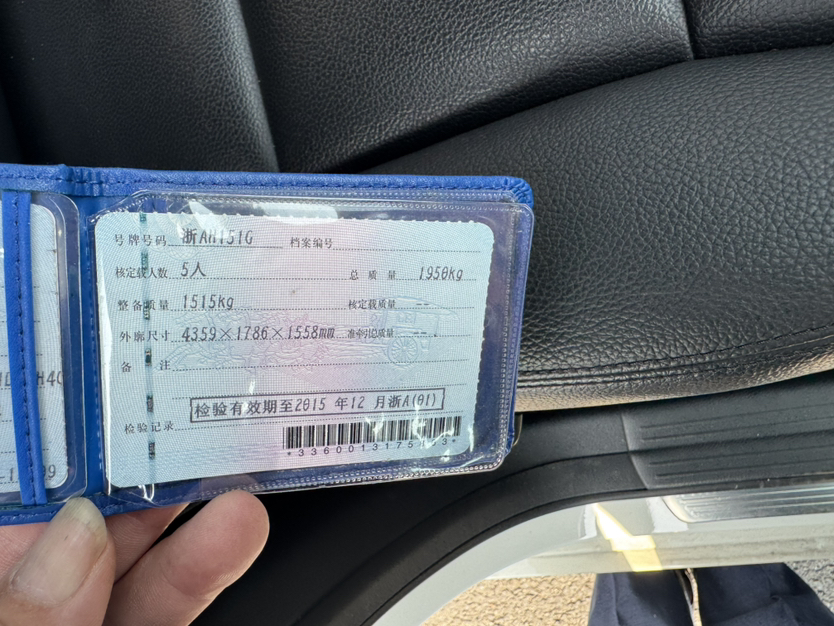 号牌号码 浙AH151G 档案编号
核定载人数 5人 总质量 1950kg
整备质量 1515kg 核定载质量 --
外廓尺寸 4359×1786×1558mm 准牵引总质量 --
备注
检验有效期至2015年12月浙A(01)
检验记录